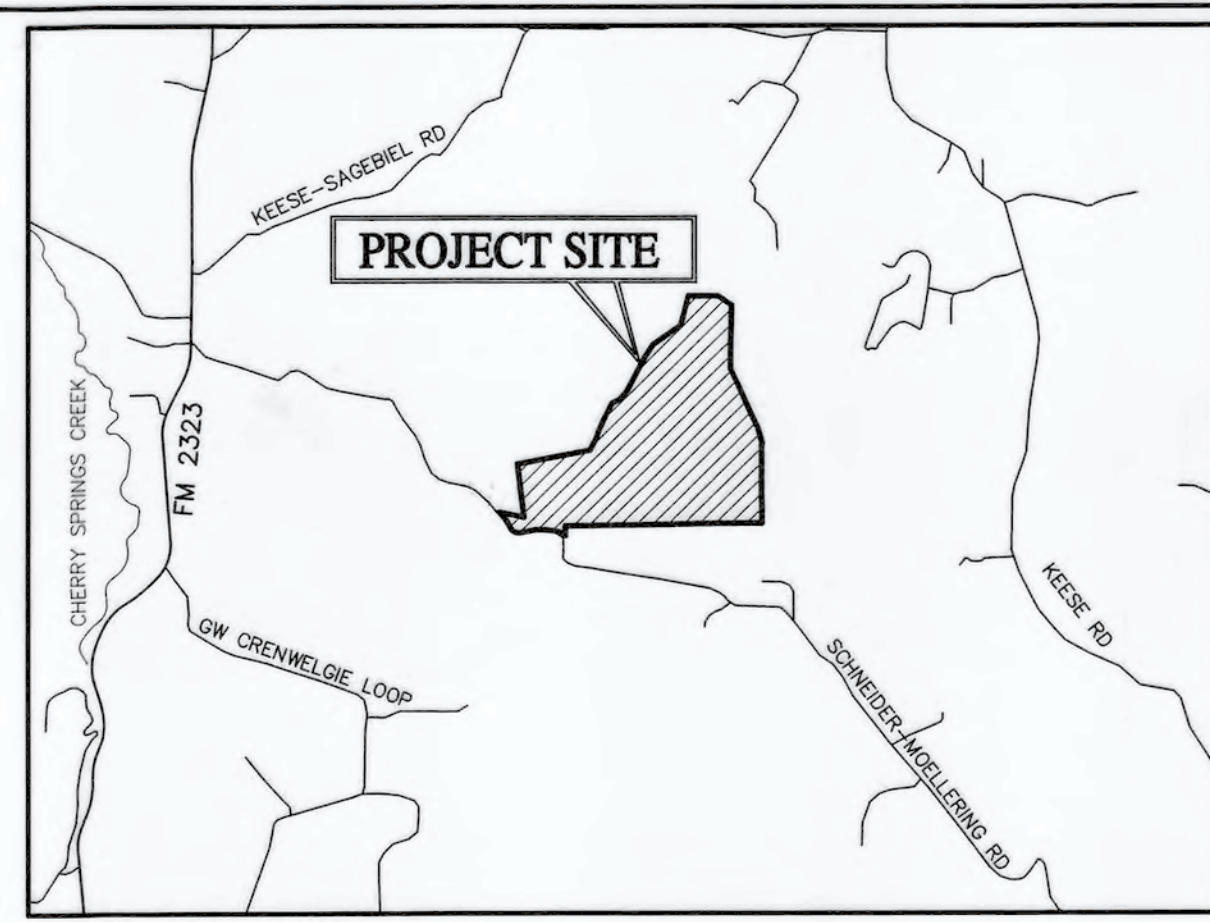 KEESE-SAGEBIEL RD
PROJECT SITE
CHERRY SPRINGS CREEK
FM 2323
GW CRENWELGIE LOOP
KEESE RD
SCHNEIDER-MOELLERING RD